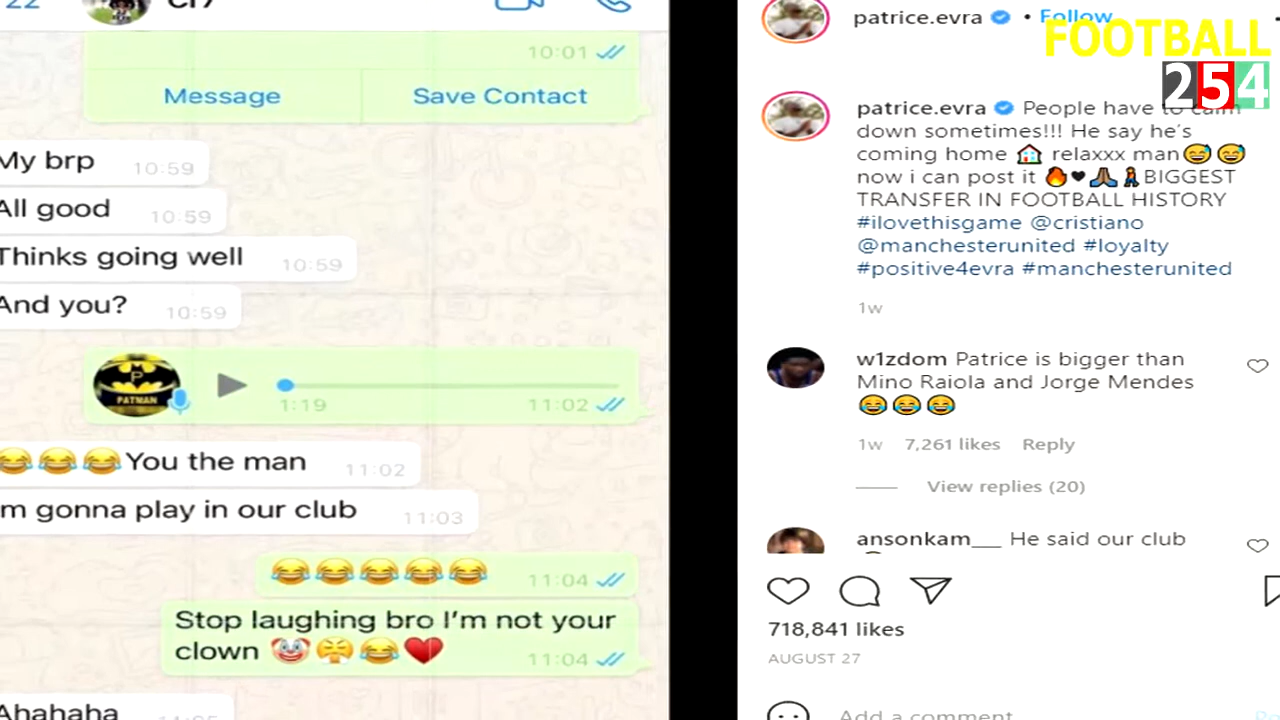 22
CR7
10:01
Message Save Contact
My brp 10:59
All good 10:59
Thinks going well 10:59
And you? 10:59
P
PATMAN
1:19 11:02
😂😂😂You the man 11:02
m gonna play in our club 11:03
😂😂😂😂😂 11:04
Stop laughing bro I'm not your
clown 🤡😤😂❤️ 11:04
Ahahaha
patrice.evra • Follow
FOOTBALL
254
patrice.evra People have to calm
down sometimes!!! He say he's
coming home 🏠 relaxxx man😅😅
now i can post it 🔥🖤🙏🏾🧍🏾BIGGEST
TRANSFER IN FOOTBALL HISTORY
#ilovethisgame @cristiano
@manchesterunited #loyalty
#positive4evra #manchesterunited
1w
w1zdom Patrice is bigger than
Mino Raiola and Jorge Mendes
😂😂😂
1w 7,261 likes Reply
View replies (20)
ansonkam__ He said our club
718,841 likes
AUGUST 27
Add a comment